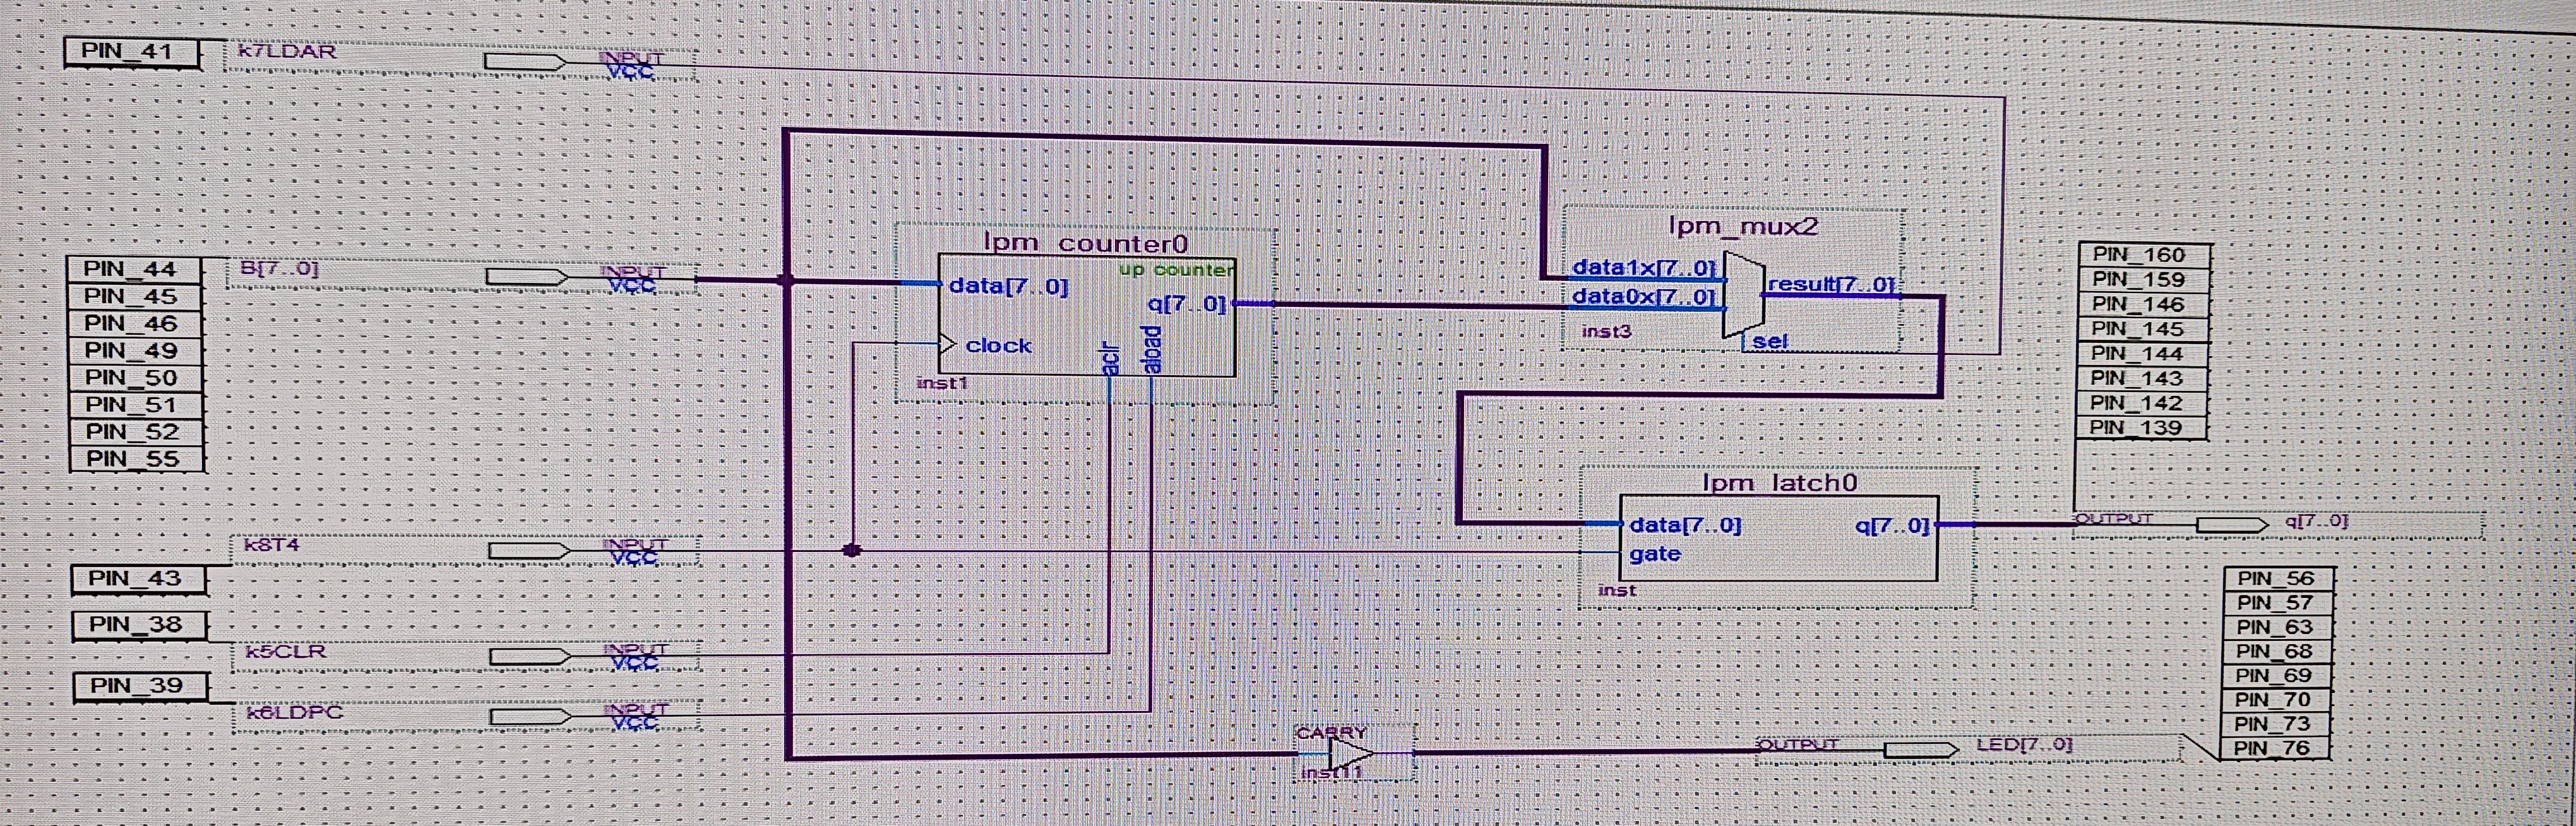 PIN_41
k7LDAR
INPUT
VCC
PIN_44
PIN_45
PIN_46
PIN_49
PIN_50
PIN_51
PIN_52
PIN_55
B[7..0]
INPUT
VCC
lpm_counter0
up counter
data[7..0]
q[7..0]
clock
aclr
aload
inst1
lpm_mux2
data1x[7..0]
data0x[7..0]
result[7..0]
sel
inst3
PIN_160
PIN_159
PIN_146
PIN_145
PIN_144
PIN_143
PIN_142
PIN_139
k8T4
INPUT
VCC
PIN_43
lpm_latch0
data[7..0]
q[7..0]
gate
inst
OUTPUT
q[7..0]
PIN_38
k5CLR
INPUT
VCC
PIN_39
k6LDPC
INPUT
VCC
CARRY
inst11
OUTPUT
LED[7..0]
PIN_56
PIN_57
PIN_63
PIN_68
PIN_69
PIN_70
PIN_73
PIN_76